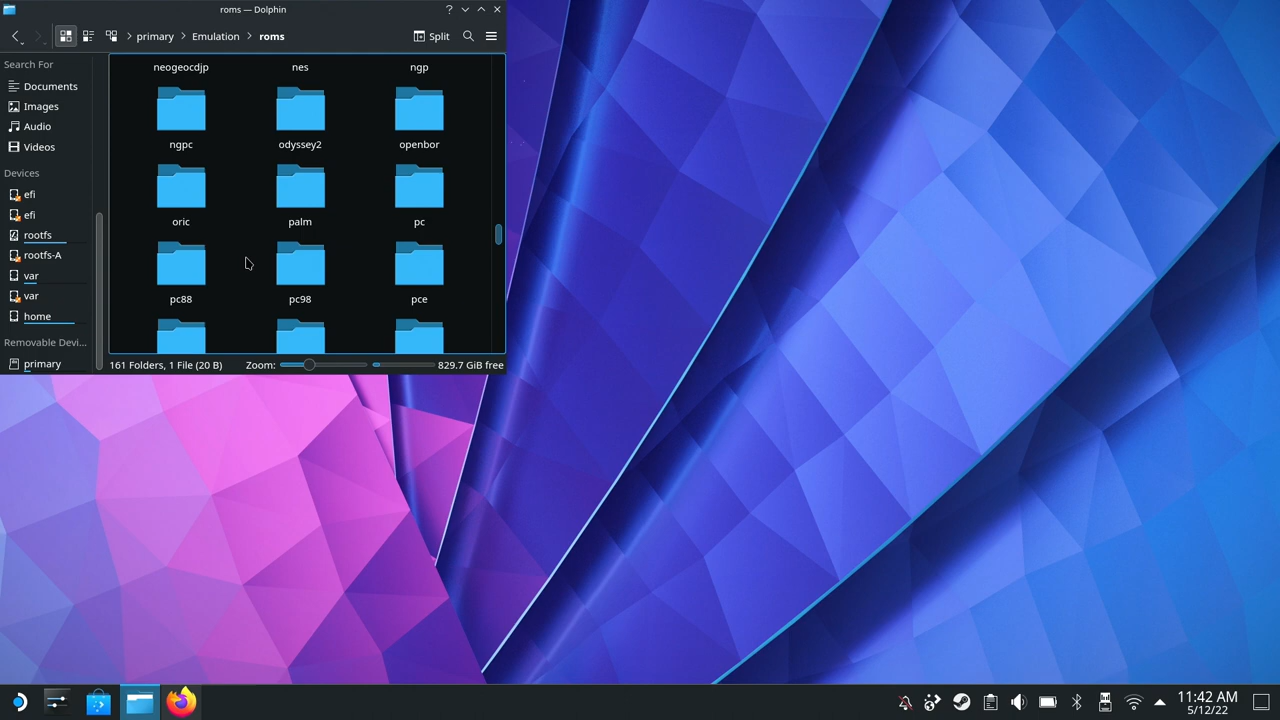 roms — Dolphin
primary Emulation roms
Split
Search For
Documents
Images
Audio
Videos
Devices
efi
efi
rootfs
rootfs-A
var
var
home
Removable Devi...
primary
neogeocdjp nes ngp
ngpc odyssey2 openbor
oric palm pc
pc88 pc98 pce
161 Folders, 1 File (20 B) Zoom: 829.7 GiB free
11:42 AM
5/12/22